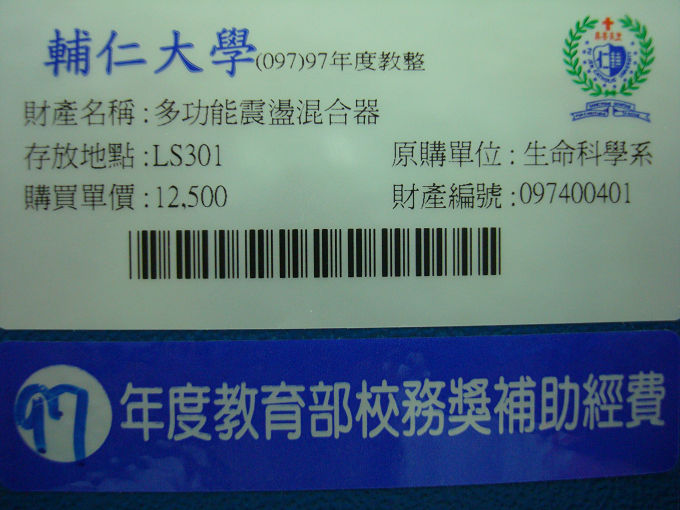 輔仁大學(097)97年度教整
財產名稱:多功能震盪混合器
存放地點:LS301 原購單位:生命科學系
購買單價:12,500 財產編號:097400401
97年度教育部校務獎補助經費